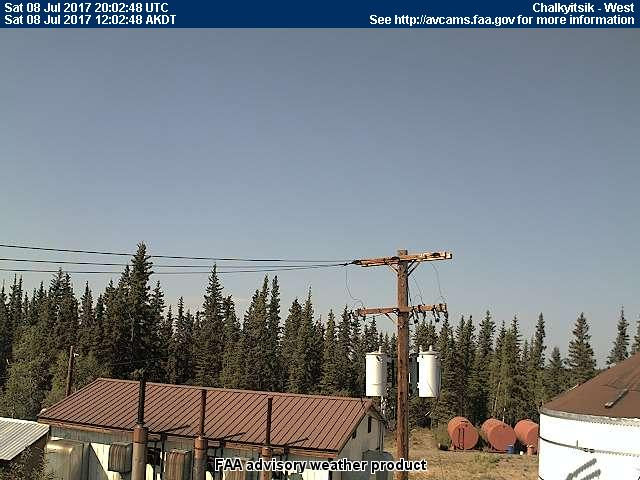 Sat 08 Jul 2017 20:02:48 UTC
Chalkyitsik - West
Sat 08 Jul 2017 12:02:48 AKDT
See http://avcams.faa.gov for more information
FAA advisory weather product